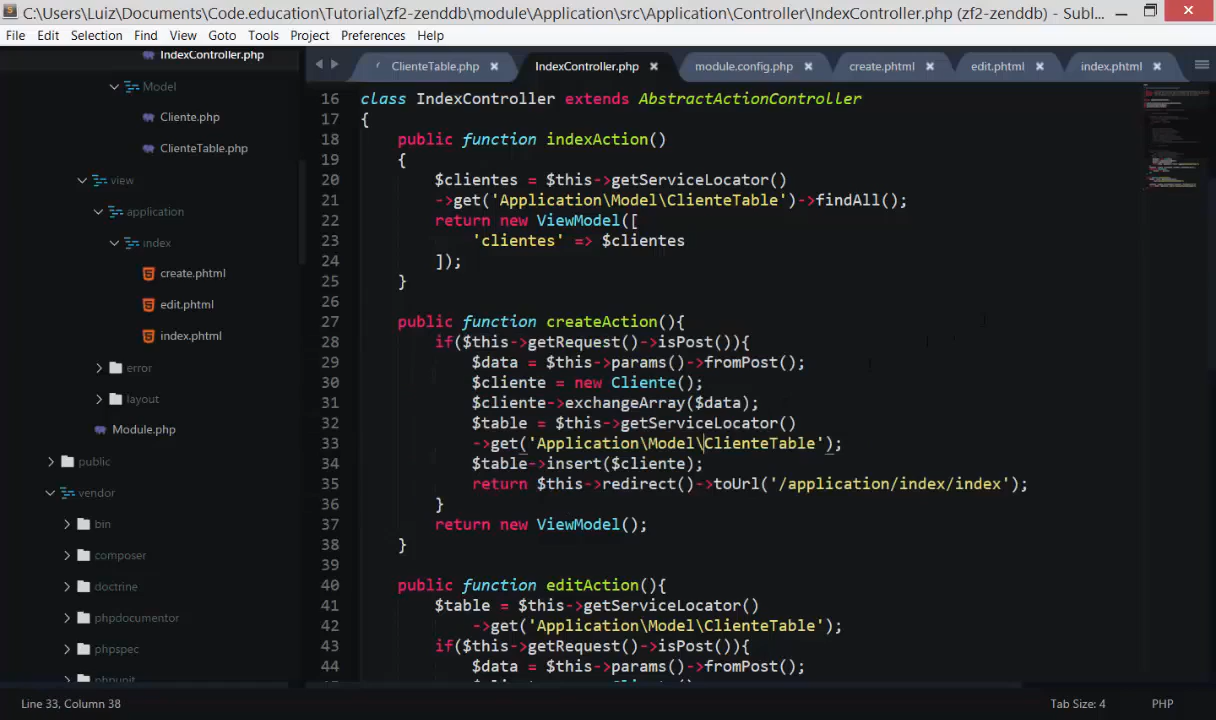 C:\Users\Luiz\Documents\Code.education\Tutorial\zf2-zenddb\module\Application\src\Application\Controller\IndexController.php (zf2-zenddb) - Subl...
File Edit Selection Find View Goto Tools Project Preferences Help
IndexController.php
Model
Cliente.php
ClienteTable.php
view
application
index
create.phtml
edit.phtml
index.phtml
error
layout
Module.php
public
vendor
bin
composer
doctrine
phpdocumentor
phpspec
phpunit
ClienteTable.php × IndexController.php × module.config.php × create.phtml × edit.phtml × index.phtml ×
16 class IndexController extends AbstractActionController
17 {
18 public function indexAction()
19 {
20 $clientes = $this->getServiceLocator()
21 ->get('Application\Model\ClienteTable')->findAll();
22 return new ViewModel([
23 'clientes' => $clientes
24 ]);
25 }
26
27 public function createAction(){
28 if($this->getRequest()->isPost()){
29 $data = $this->params()->fromPost();
30 $cliente = new Cliente();
31 $cliente->exchangeArray($data);
32 $table = $this->getServiceLocator()
33 ->get('Application\Model\ClienteTable');
34 $table->insert($cliente);
35 return $this->redirect()->toUrl('/application/index/index');
36 }
37 return new ViewModel();
38 }
39
40 public function editAction(){
41 $table = $this->getServiceLocator()
42 ->get('Application\Model\ClienteTable');
43 if($this->getRequest()->isPost()){
44 $data = $this->params()->fromPost();
Line 33, Column 38
Tab Size: 4
PHP